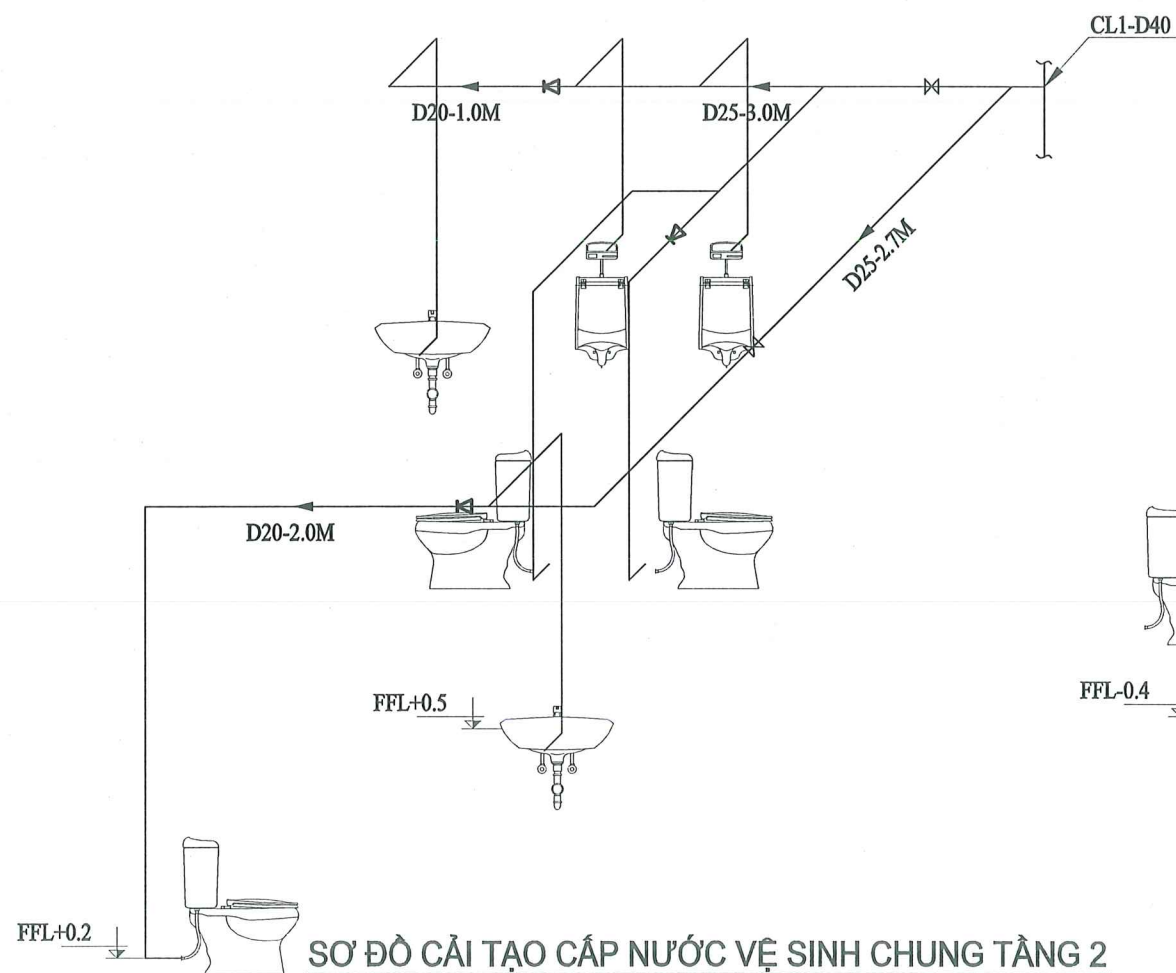 CL1-D40
D20-1.0M
D25-3.0M
D25-2.7M
D20-2.0M
FFL+0.5
FFL-0.4
FFL+0.2
SƠ ĐỒ CẢI TẠO CẤP NƯỚC VỆ SINH CHUNG TẦNG 2